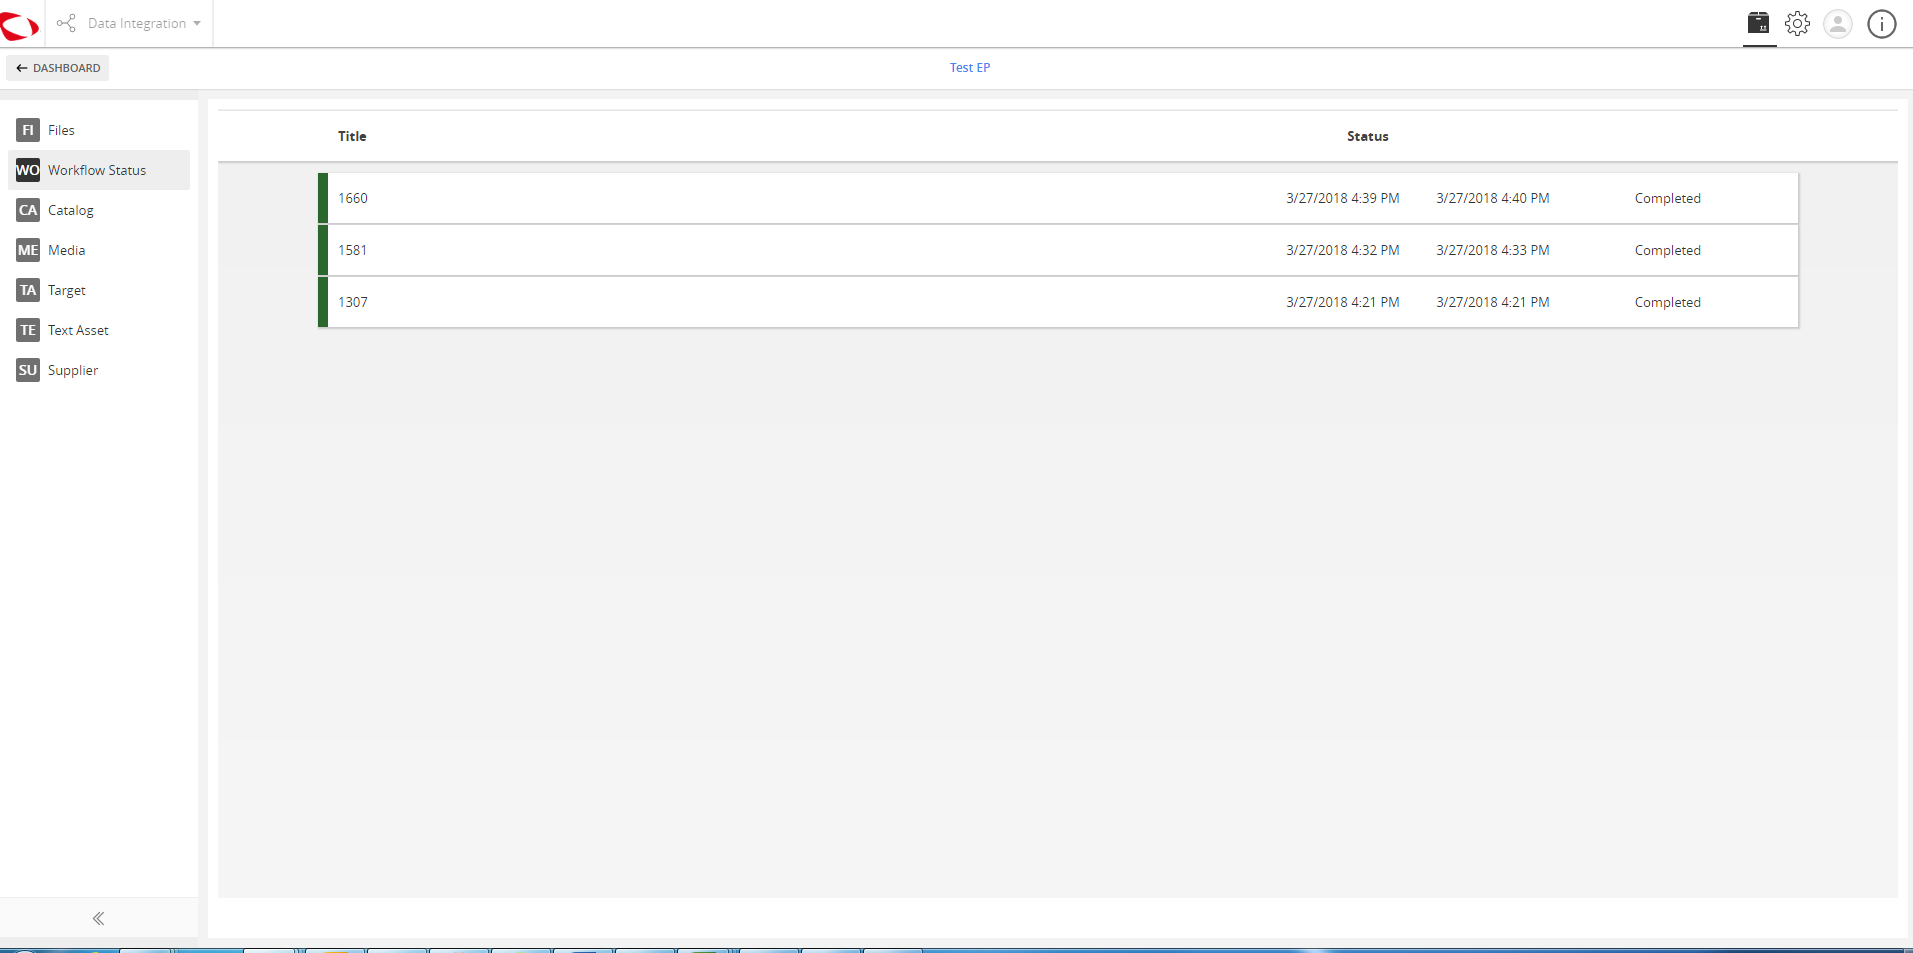 Data Integration
DASHBOARD
Test EP
FI Files
WO Workflow Status
CA Catalog
ME Media
TA Target
TE Text Asset
SU Supplier
Title Status
1660 3/27/2018 4:39 PM 3/27/2018 4:40 PM Completed
1581 3/27/2018 4:32 PM 3/27/2018 4:33 PM Completed
1307 3/27/2018 4:21 PM 3/27/2018 4:21 PM Completed